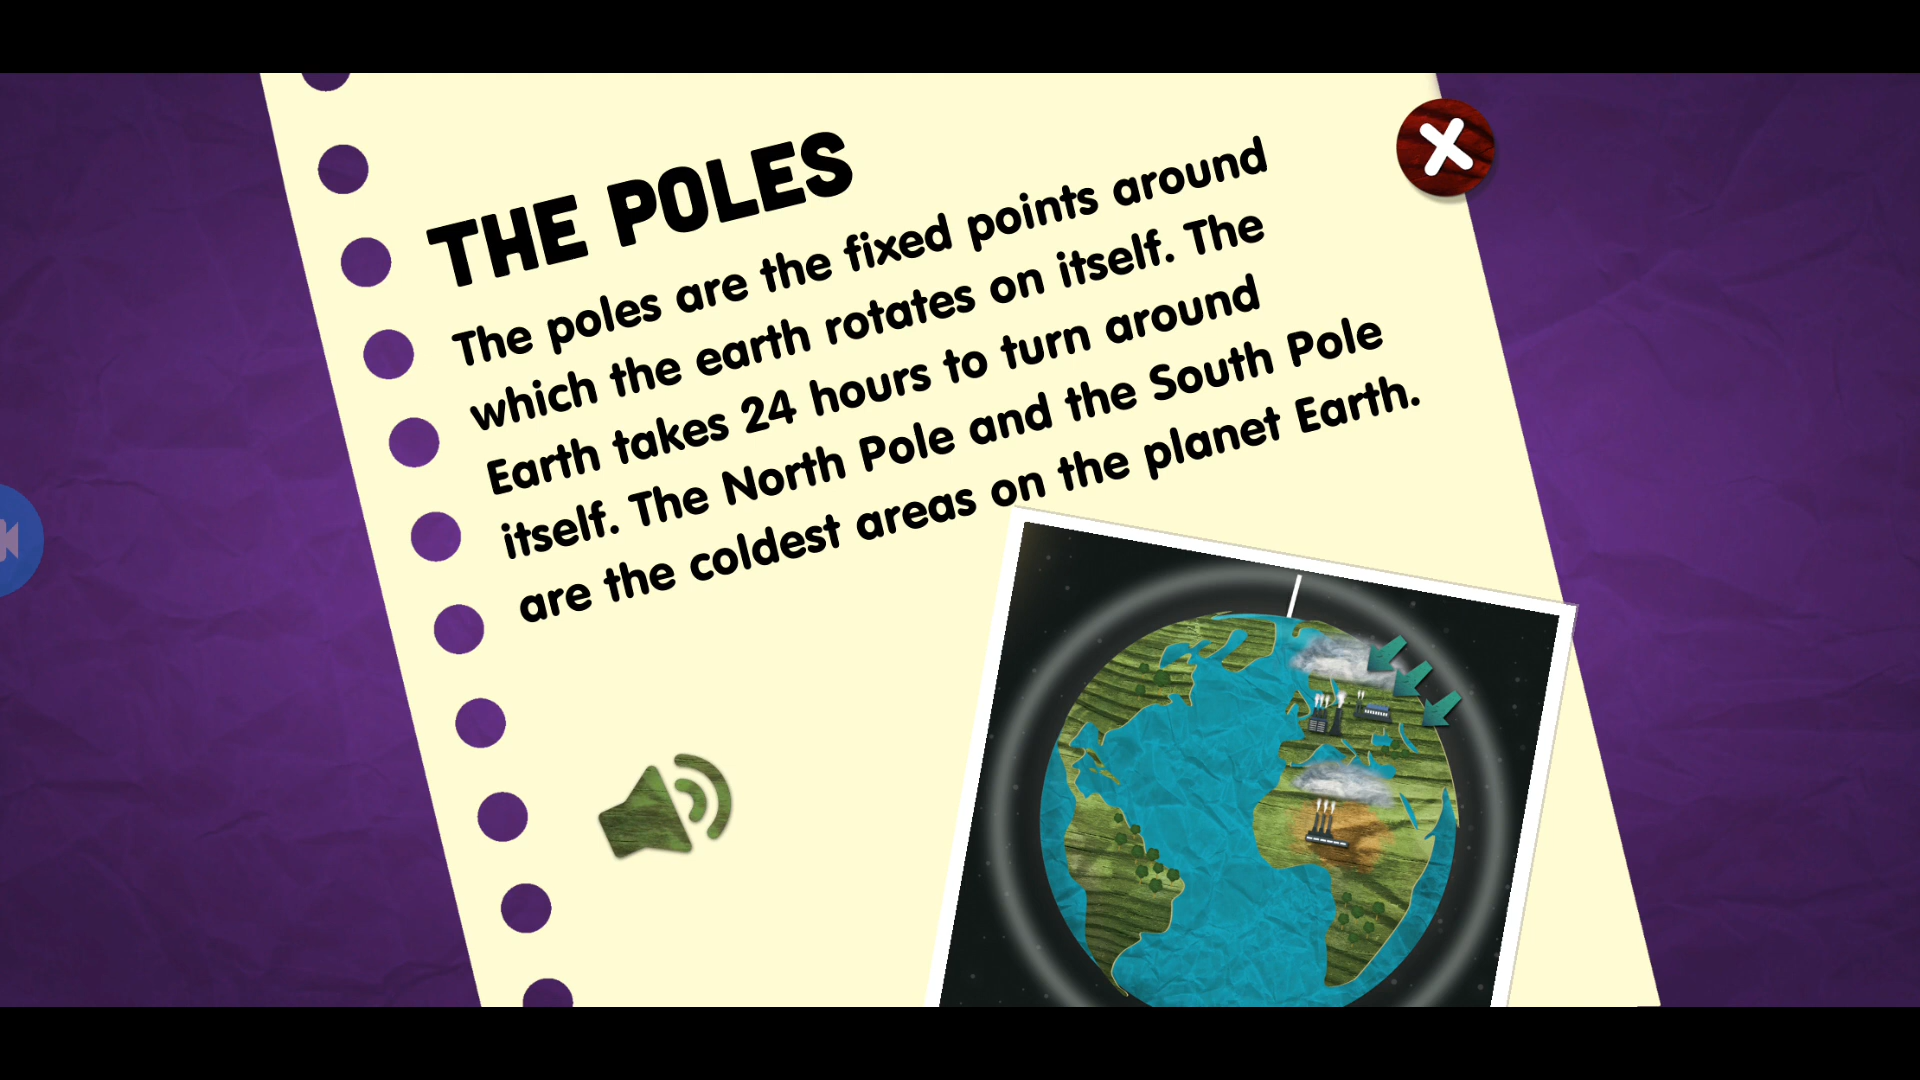 THE POLES
The poles are the fixed points around
which the earth rotates on itself. The
Earth takes 24 hours to turn around
itself. The North Pole and the South Pole
are the coldest areas on the planet Earth.